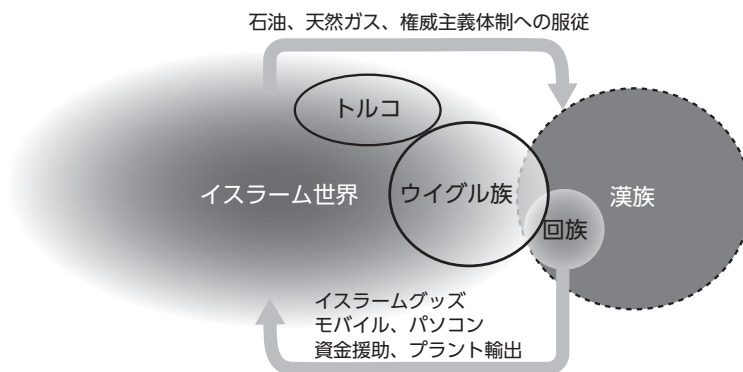 石油、天然ガス、権威主義体制への服従
トルコ
イスラーム世界
ウイグル族
漢族
回族
イスラームグッズ
モバイル、パソコン
資金援助、プラント輸出